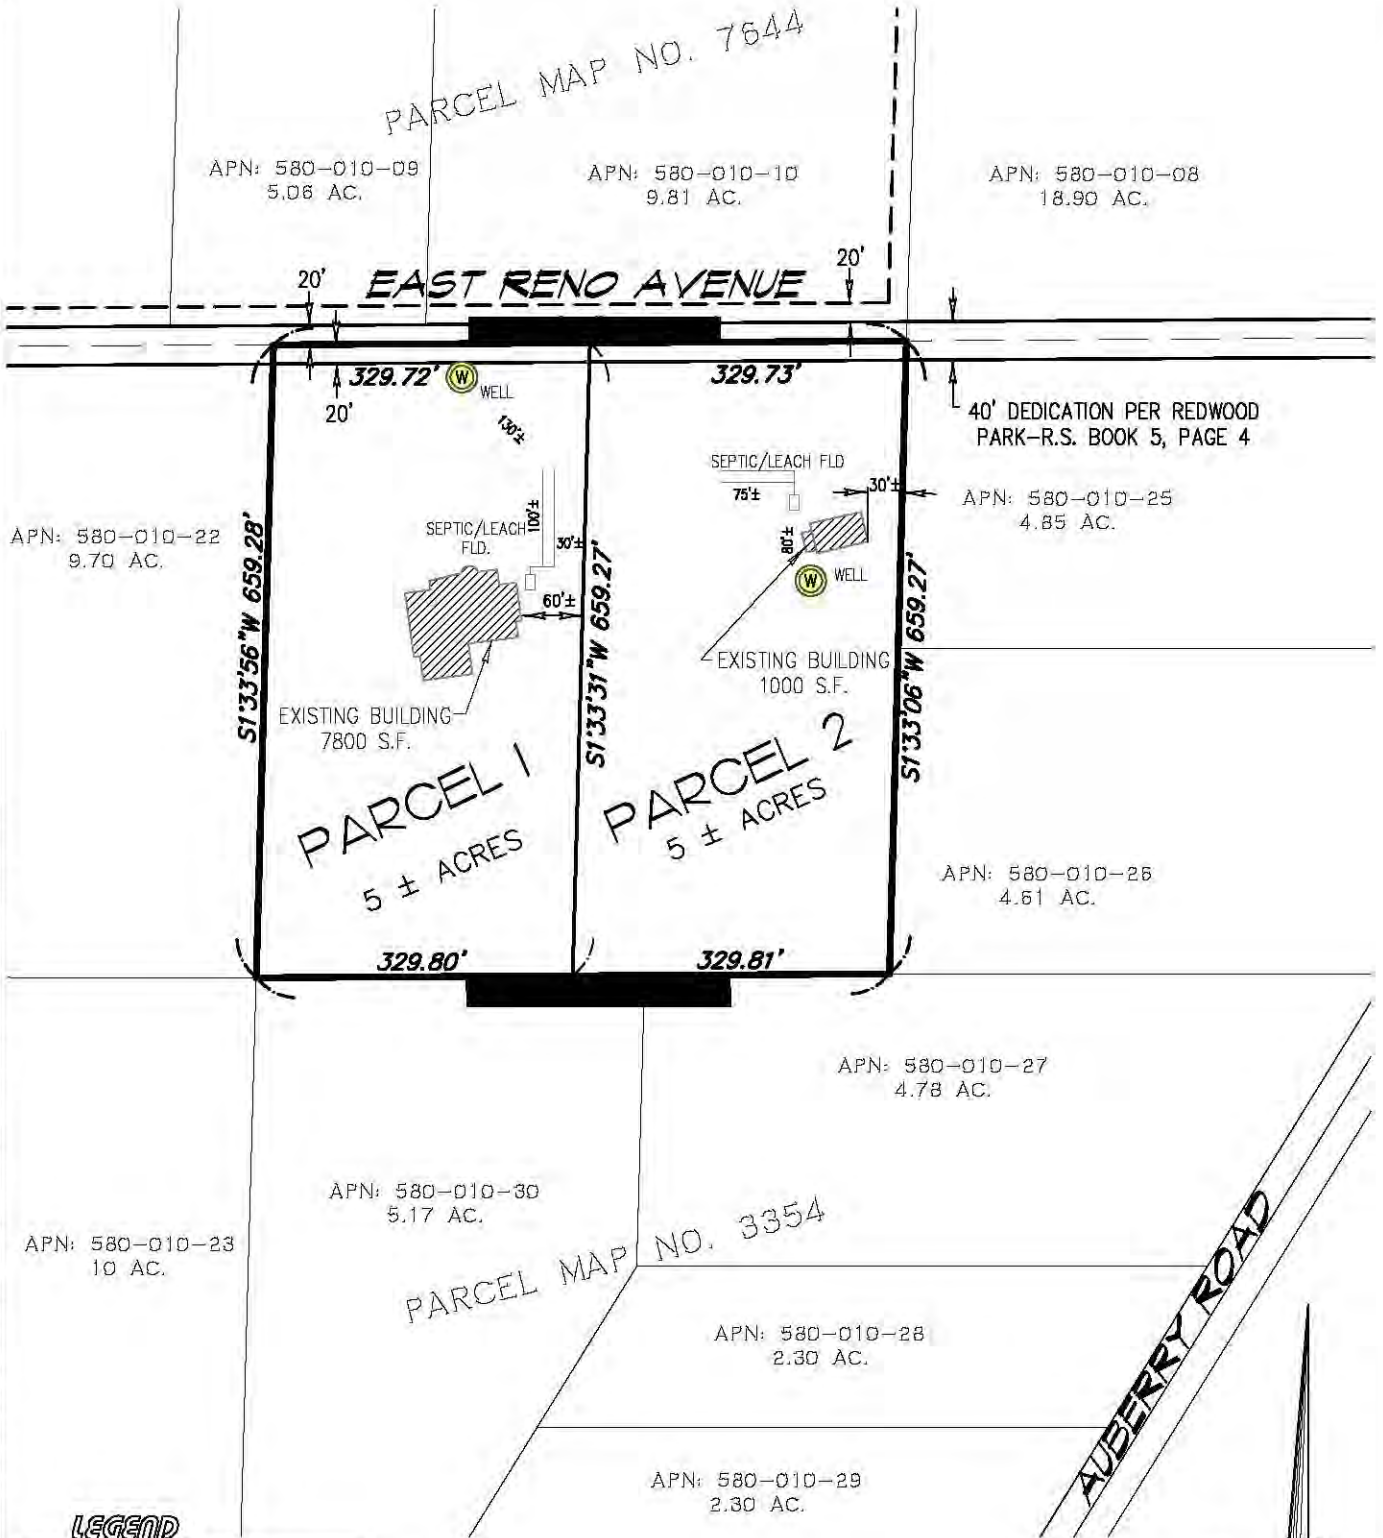 PARCEL MAP NO. 7644
APN: 580-010-09
5.06 AC.
APN: 580-010-10
9.81 AC.
APN: 580-010-08
18.90 AC.
20'
EAST RENO AVENUE
20'
329.72'
W
WELL
20'
329.73'
40' DEDICATION PER REDWOOD
PARK-R.S. BOOK 5, PAGE 4
130'±
SEPTIC/LEACH FLD
75'±
30'±
APN: 580-010-25
4.85 AC.
APN: 580-010-22
9.70 AC.
SEPTIC/LEACH
FLD.
100'±
30'±
80'±
W
WELL
60'±
S1°33'56"W 659.28'
S1°33'31"W 659.27'
S1°33'06"W 659.27'
EXISTING BUILDING
1000 S.F.
EXISTING BUILDING
7800 S.F.
PARCEL 1
5 ± ACRES
PARCEL 2
5 ± ACRES
APN: 580-010-26
4.61 AC.
329.80'
329.81'
APN: 580-010-27
4.78 AC.
APN: 580-010-30
5.17 AC.
APN: 580-010-23
10 AC.
PARCEL MAP NO. 3354
AUBERRY ROAD
APN: 580-010-28
2.30 AC.
APN: 580-010-29
2.30 AC.
LEGEND